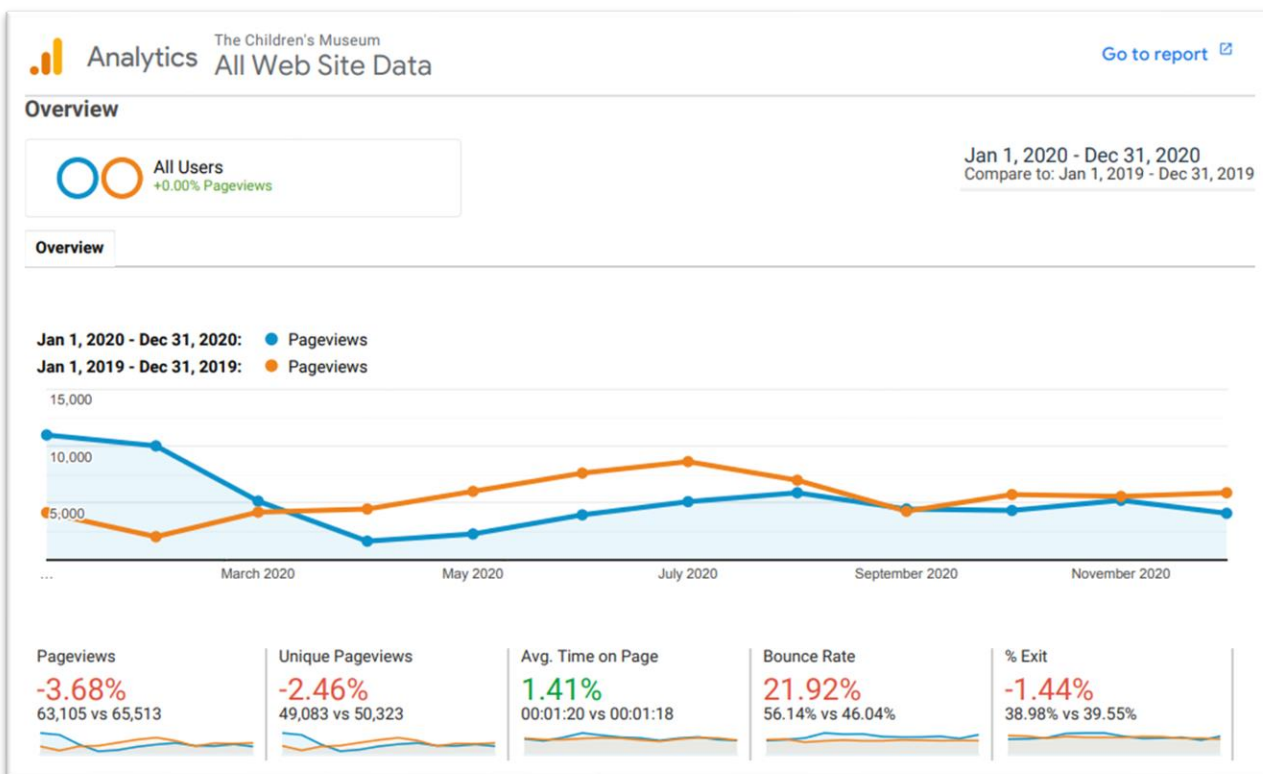 Analytics
The Children's Museum
All Web Site Data
Go to report
Overview
All Users
+0.00% Pageviews
Jan 1, 2020 - Dec 31, 2020
Compare to: Jan 1, 2019 - Dec 31, 2019
Overview
Jan 1, 2020 - Dec 31, 2020: Pageviews
Jan 1, 2019 - Dec 31, 2019: Pageviews
15,000
10,000
5,000
… March 2020 May 2020 July 2020 September 2020 November 2020
Pageviews
-3.68%
63,105 vs 65,513
Unique Pageviews
-2.46%
49,083 vs 50,323
Avg. Time on Page
1.41%
00:01:20 vs 00:01:18
Bounce Rate
21.92%
56.14% vs 46.04%
% Exit
-1.44%
38.98% vs 39.55%